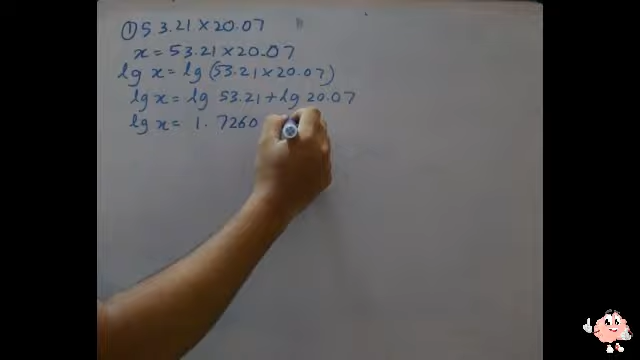 ① 53.21 × 20.07
x = 53.21 × 20.07
lg x = lg (53.21 × 20.07)
lg x = lg 53.21 + lg 20.07
lg x = 1.7260